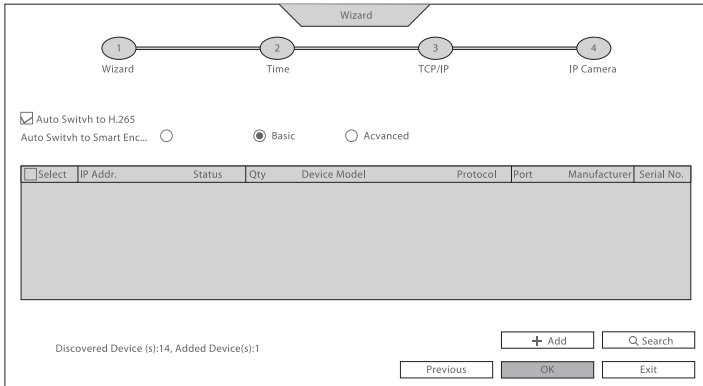 Wizard
1 2 3 4
Wizard Time TCP/IP IP Camera
Auto Switvh to H.265
Auto Switvh to Smart Enc... Basic Acvanced
Select IP Addr. Status Qty Device Model Protocol Port Manufacturer Serial No.
Add Search
Discovered Device (s):14, Added Device(s):1
Previous OK Exit